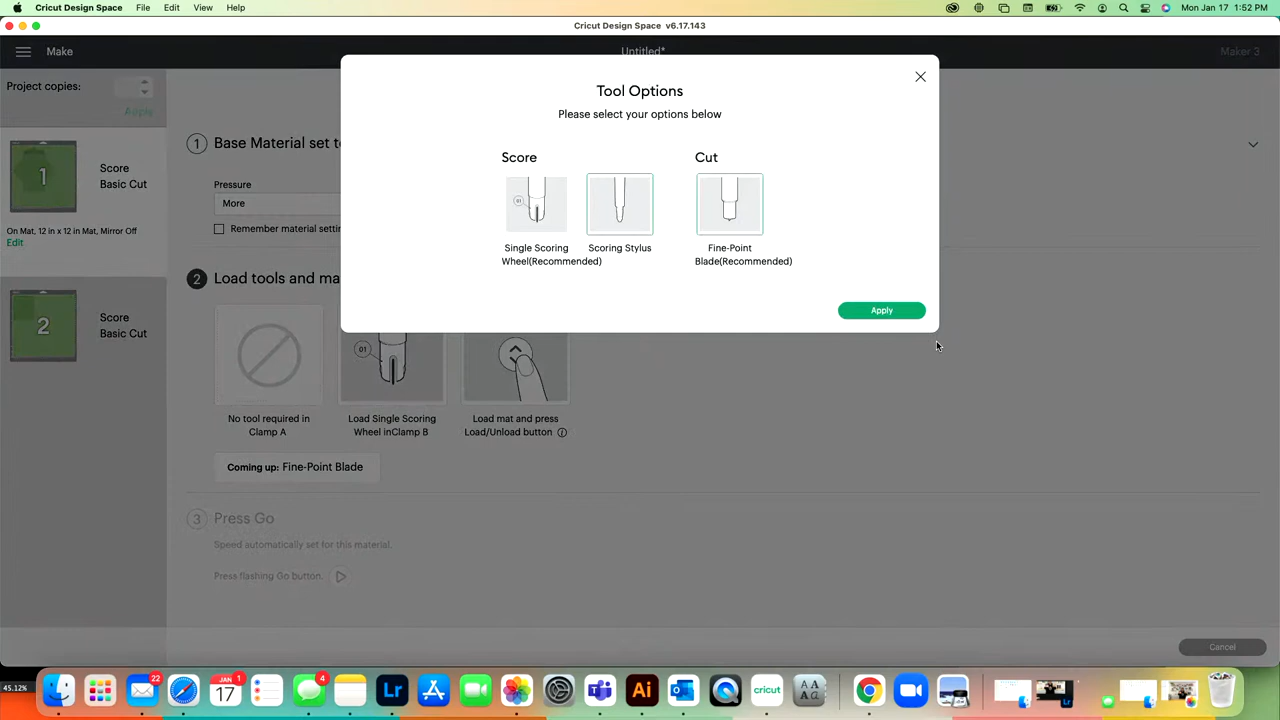 Cricut Design Space File Edit View Help Mon Jan 17 1:52 PM
Cricut Design Space v6.17.143
Make Untitled* Maker 3
Project copies:
Apply
1 Score
Basic Cut
On Mat, 12 in x 12 in Mat, Mirror Off
Edit
2 Score
Basic Cut
1 Base Material set to
Pressure
More
Remember material setti
Tool Options
Please select your options below
Score Cut
01
Single Scoring
Wheel(Recommended)
Scoring Stylus
Fine-Point
Blade(Recommended)
Apply
2 Load tools and ma
01
No tool required in
Clamp A
Load Single Scoring
Wheel inClamp B
Load mat and press
Load/Unload button
Coming up: Fine-Point Blade
3 Press Go
Speed automatically set for this material.
Press flashing Go button.
Cancel
45.12%
22
JAN 1
17
4
Lr
Ai
cricut